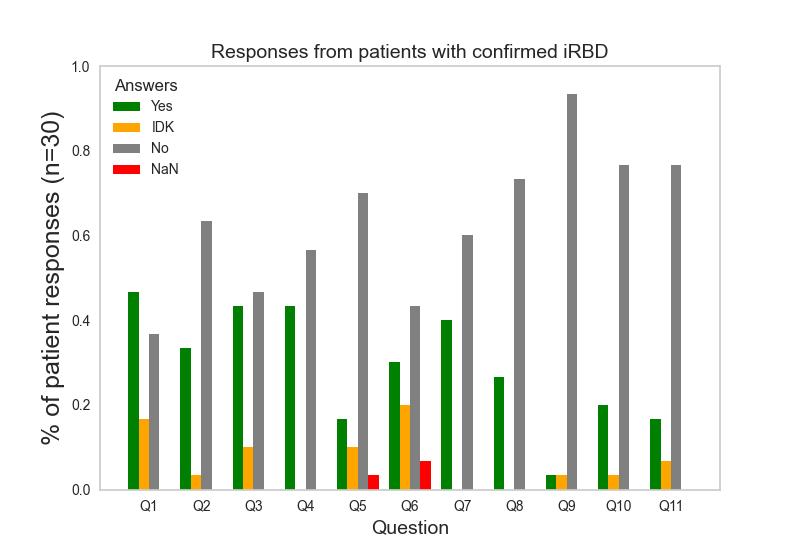 Responses from patients with confirmed iRBD
1.0
0.8
0.6
0.4
0.2
0.0
% of patient responses (n=30)
Answers
Yes
IDK
No
NaN
Q1 Q2 Q3 Q4 Q5 Q6 Q7 Q8 Q9 Q10 Q11
Question